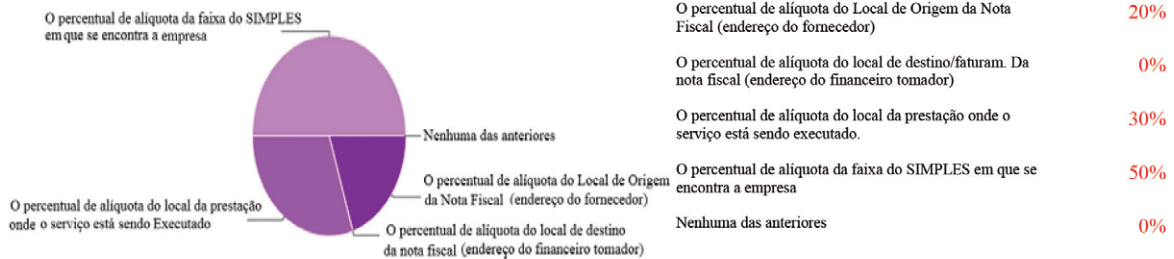 O percentual de alíquota da faixa do SIMPLES
em que se encontra a empresa
Nenhuma das anteriores
O percentual de alíquota do Local de Origem
da Nota Fiscal (endereço do fornecedor)
O percentual de alíquota do local da prestação
onde o serviço está sendo Executado
O percentual de alíquota do local de destino
da nota fiscal (endereço do financeiro tomador)
O percentual de alíquota do Local de Origem da Nota
Fiscal (endereço do fornecedor)
20%
O percentual de alíquota do local de destino/faturam. Da
nota fiscal (endereço do financeiro tomador)
0%
O percentual de alíquota do local da prestação onde o
serviço está sendo executado.
30%
O percentual de alíquota da faixa do SIMPLES em que se
encontra a empresa
50%
Nenhuma das anteriores
0%